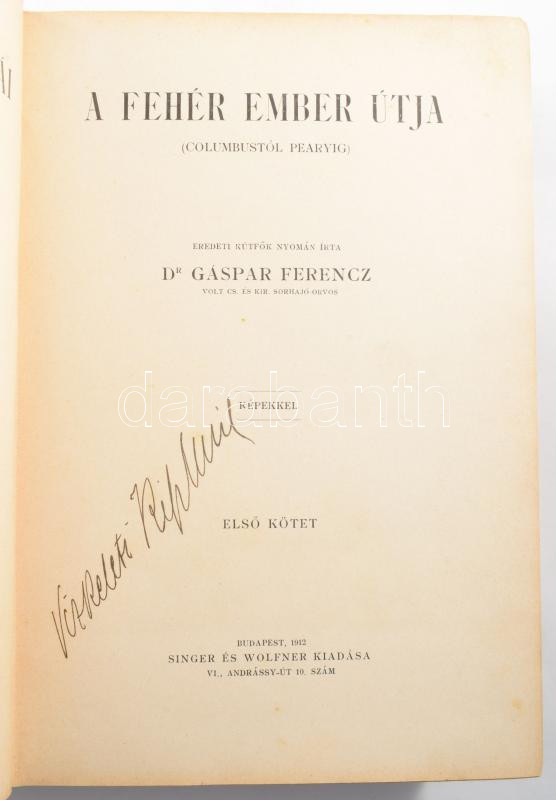 A FEHÉR EMBER ÚTJA
(COLUMBUSTÓL PEARYIG)
EREDETI KÚTFŐK NYOMÁN ÍRTA
Dr GÁSPÁR FERENCZ
VOLT CS. ÉS KIR. SORHAJÓ-ORVOS
KÉPEKKEL
darabanth
ELSŐ KÖTET
BUDAPEST, 1912
SINGER ÉS WOLFNER KIADÁSA
VI., ANDRÁSSY-ÚT 10. SZÁM